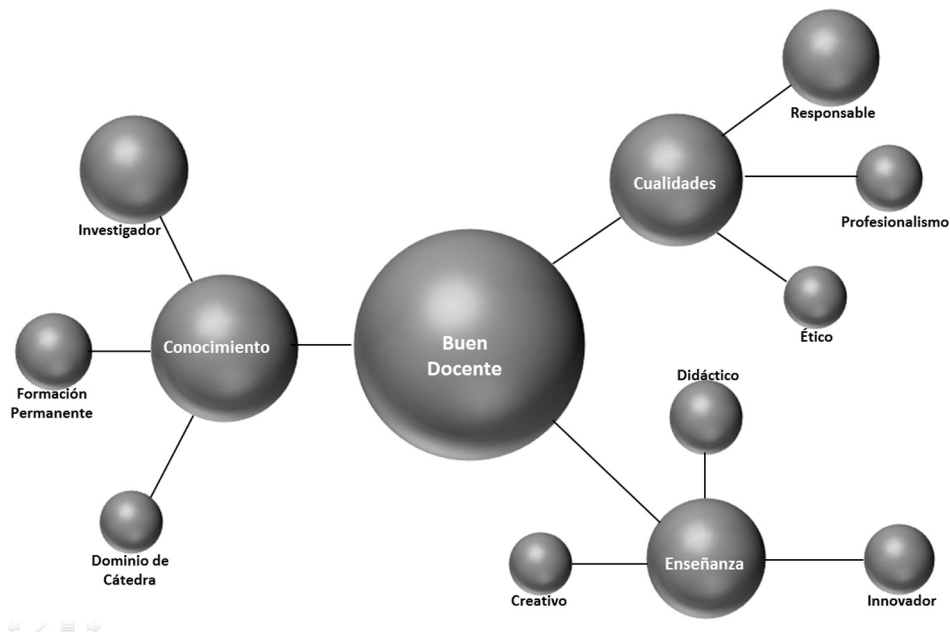 Responsable
Cualidades
Profesionalismo
Ético
Investigador
Conocimiento
Formación
Permanente
Dominio de
Cátedra
Buen
Docente
Didáctico
Enseñanza
Creativo
Innovador